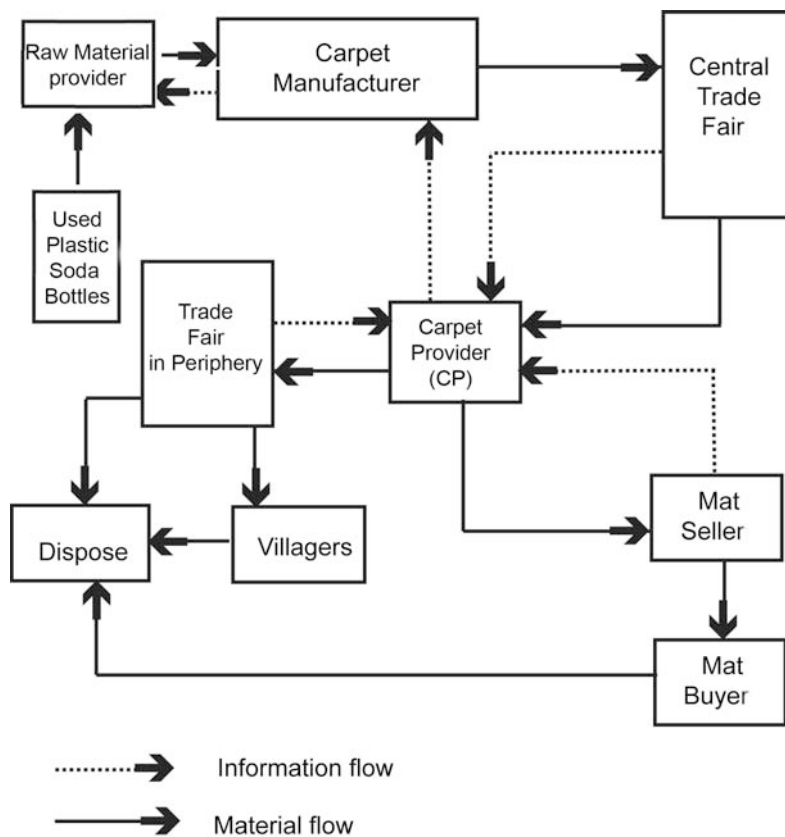 Raw Material
provider
Carpet
Manufacturer
Central
Trade
Fair
Used
Plastic
Soda
Bottles
Trade
Fair
in Periphery
Carpet
Provider
(CP)
Mat
Seller
Dispose
Villagers
Mat
Buyer
Information flow
Material flow